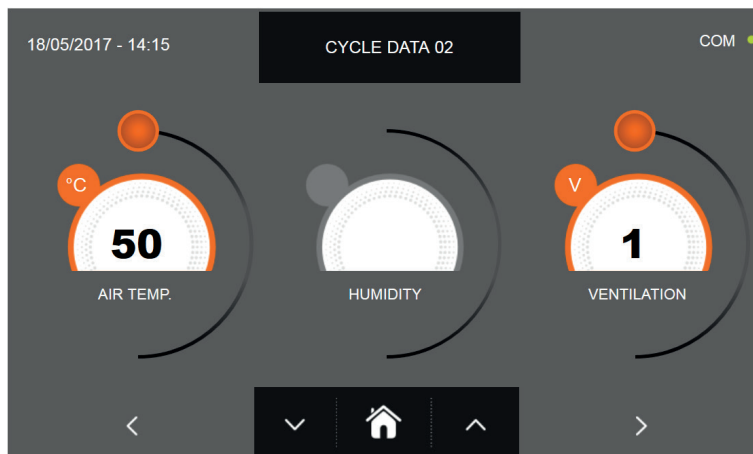 18/05/2017 - 14:15
CYCLE DATA 02
COM
°C
V
50
1
AIR TEMP.
HUMIDITY
VENTILATION